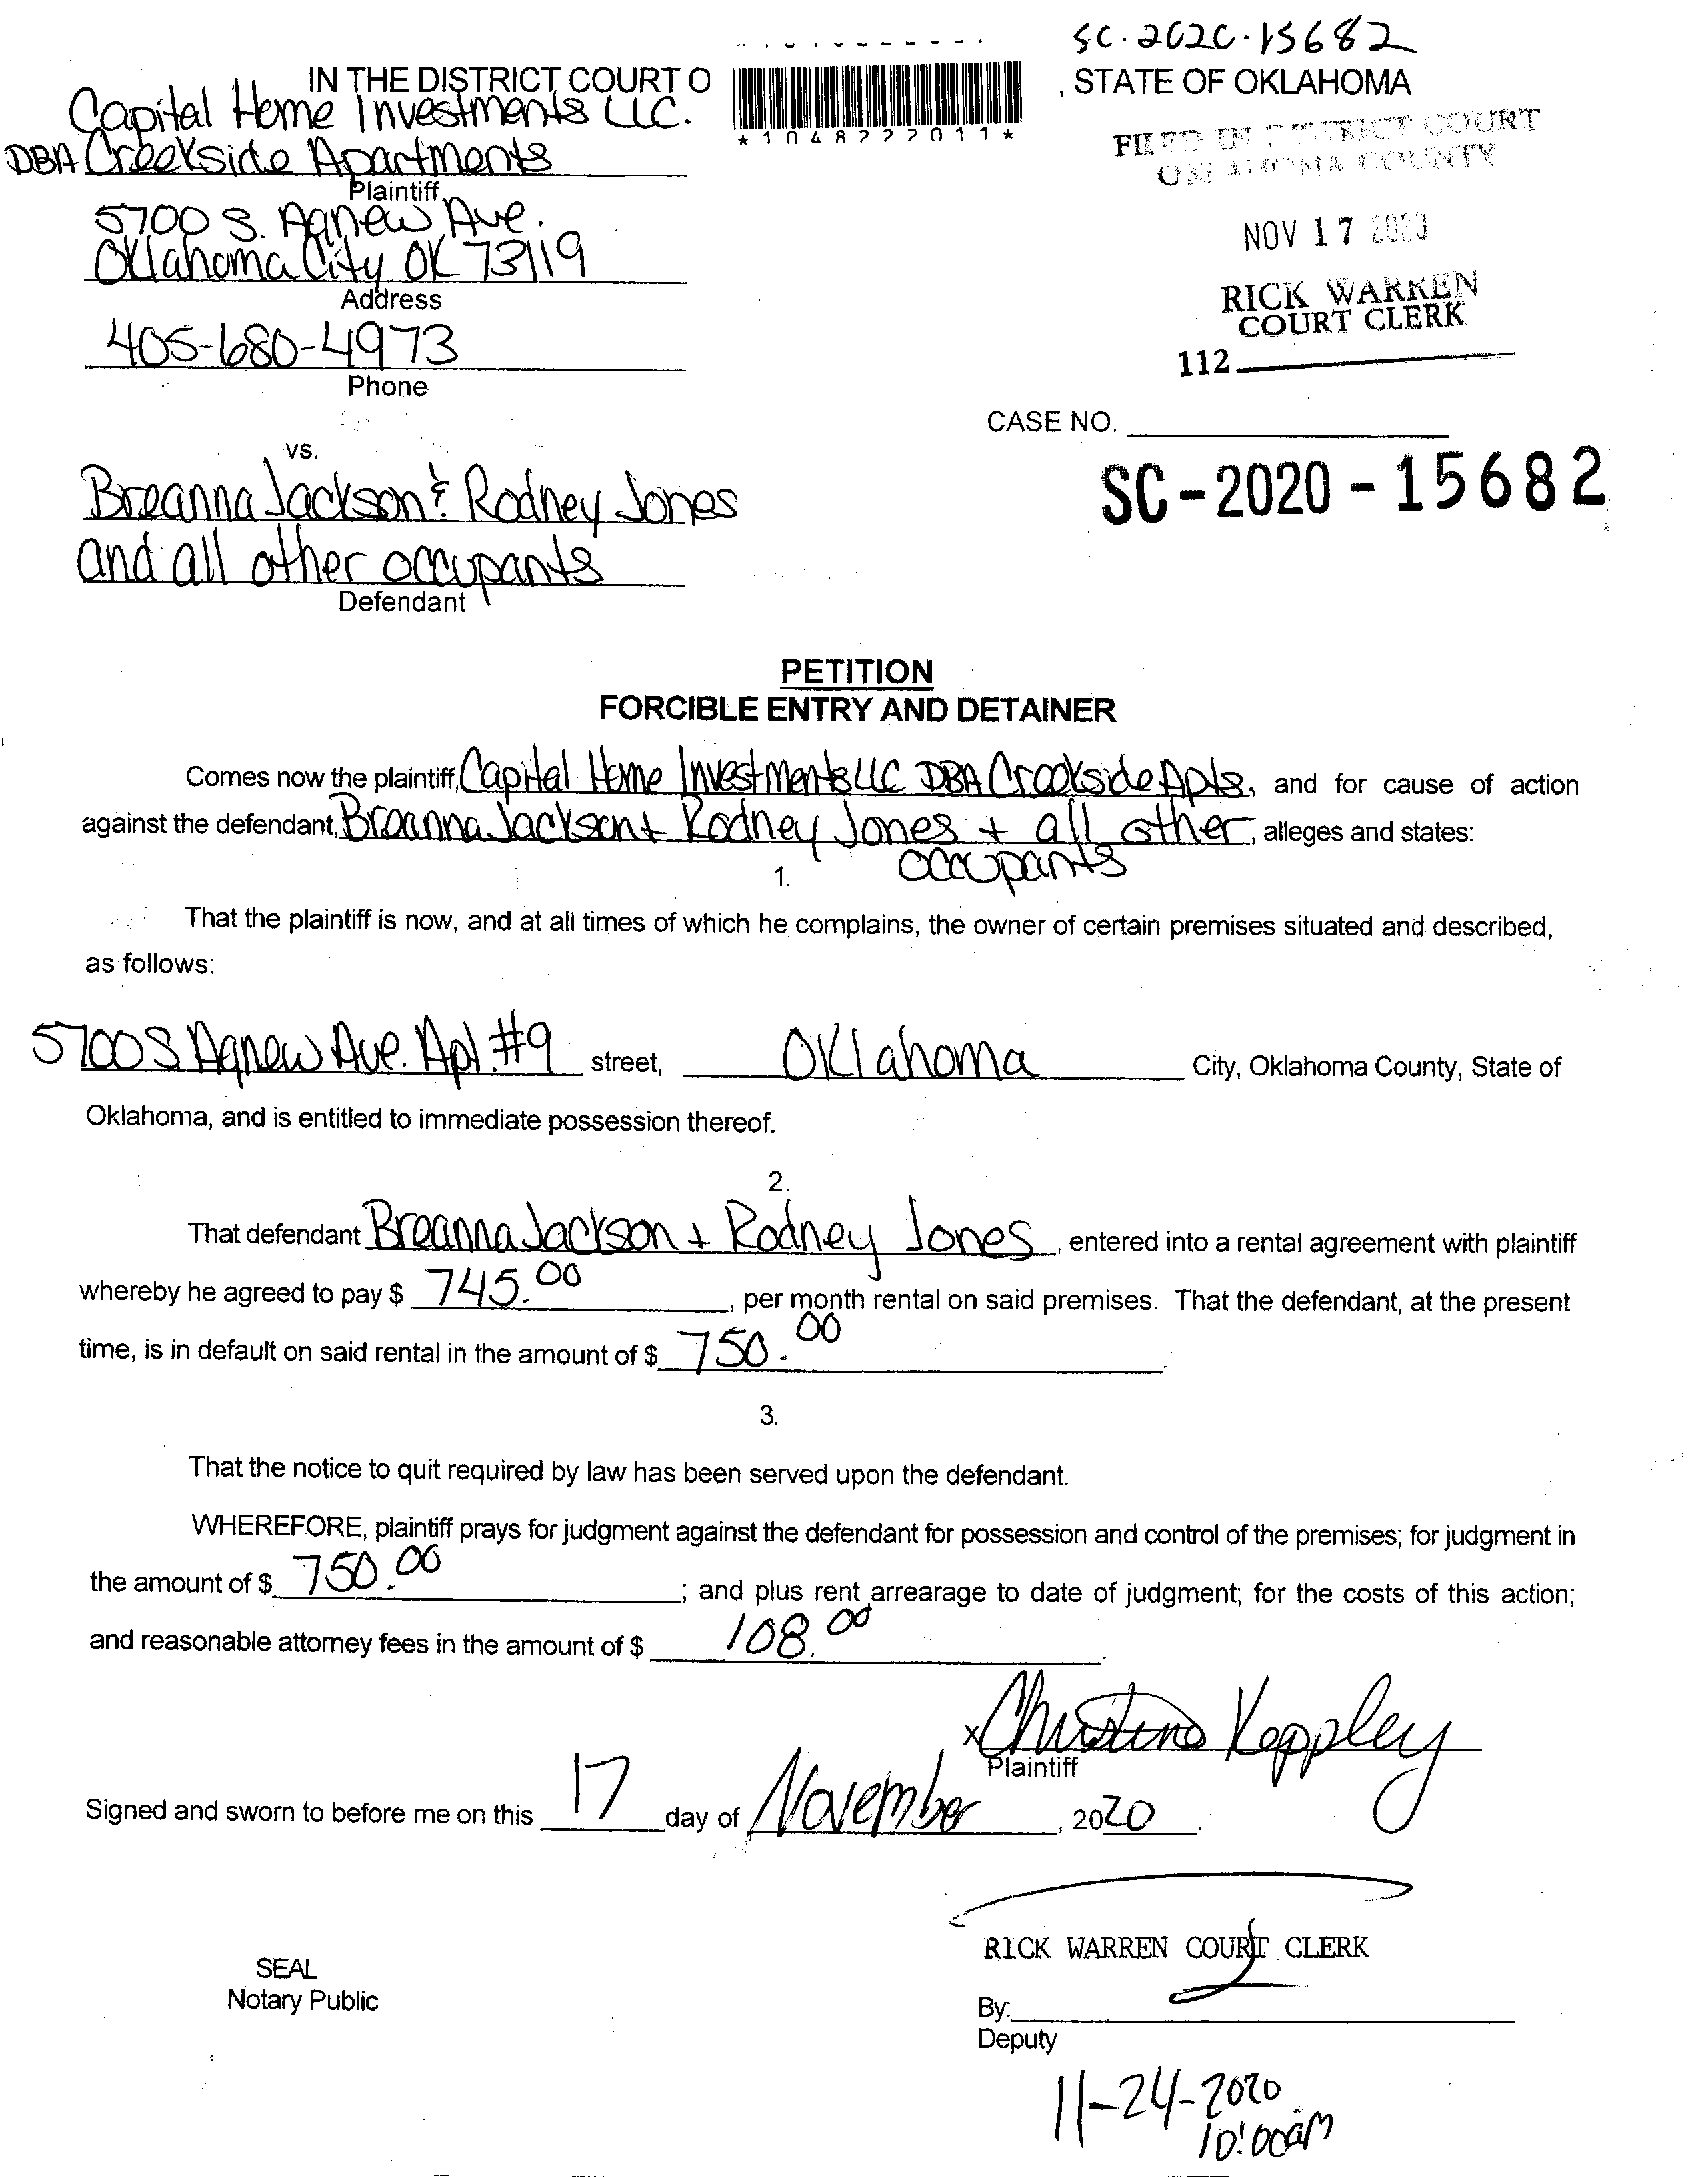 SC-2020-15682
IN THE DISTRICT COURT O , STATE OF OKLAHOMA
Capital Home Investments LLC.
*1048222011*
FILED IN DISTRICT COURT
OKLAHOMA COUNTY
DBA Creekside Apartments
Plaintiff
5700 S. Agnew Ave.
NOV 17 2020
Oklahoma City OK 73119
Address
RICK WARREN
COURT CLERK
405-680-4973
112
Phone
CASE NO.
vs.
SC-2020-15682
Breanna Jackson & Rodney Jones
and all other occupants
Defendant
PETITION
FORCIBLE ENTRY AND DETAINER
Comes now the plaintiff, Capital Home Investments LLC DBA Creekside Apts, and for cause of action
against the defendant, Breanna Jackson + Rodney Jones + all other, alleges and states:
occupants
1.
That the plaintiff is now, and at all times of which he complains, the owner of certain premises situated and described,
as follows:
5700 S Agnew Ave. Apt. #9 street, Oklahoma City, Oklahoma County, State of
Oklahoma, and is entitled to immediate possession thereof.
2.
That defendant Breanna Jackson + Rodney Jones, entered into a rental agreement with plaintiff
whereby he agreed to pay $ 745.00, per month rental on said premises. That the defendant, at the present
time, is in default on said rental in the amount of $ 750.00.
3.
That the notice to quit required by law has been served upon the defendant.
WHEREFORE, plaintiff prays for judgment against the defendant for possession and control of the premises; for judgment in
the amount of $ 750.00; and plus rent arrearage to date of judgment; for the costs of this action;
and reasonable attorney fees in the amount of $ 108.00.
x Christina Keppley
Plaintiff
Signed and sworn to before me on this 17 day of November, 2020.
RICK WARREN COURT CLERK
SEAL
Notary Public
By:
Deputy
11-24-2020
10:00am